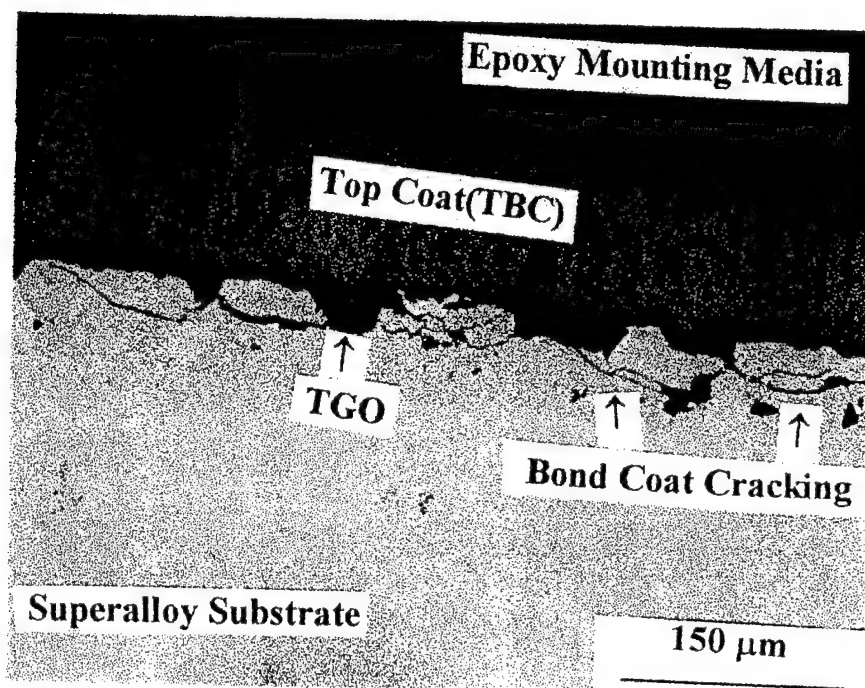 Epoxy Mounting Media
Top Coat(TBC)
TGO
Bond Coat Cracking
Superalloy Substrate
150 μm